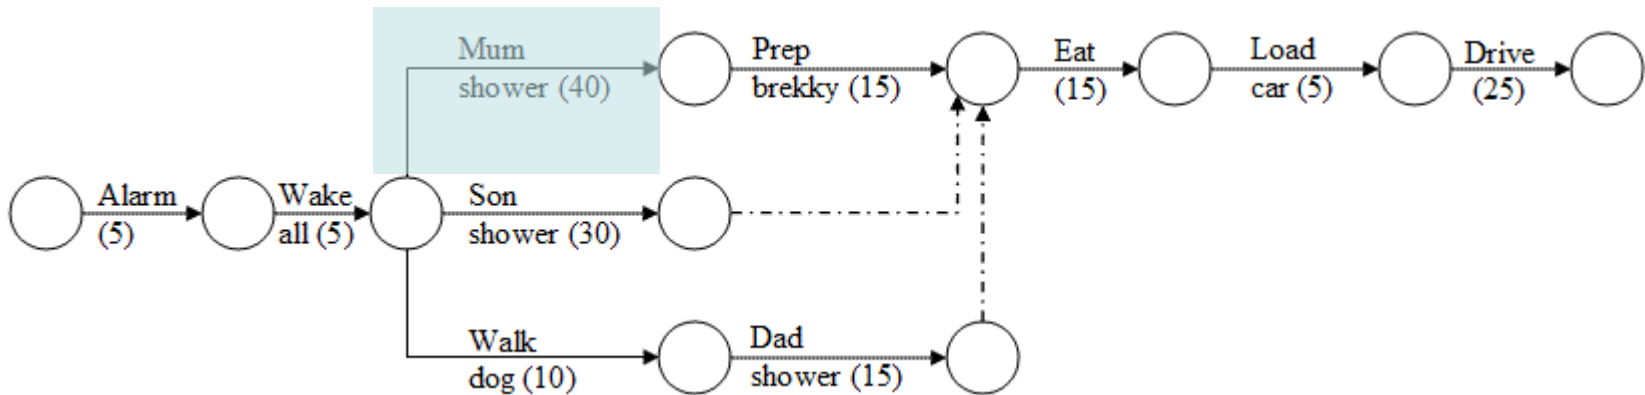 Mum
shower (40)
Prep
brekky (15)
Eat
(15)
Load
car (5)
Drive
(25)
Alarm
(5)
Wake
all (5)
Son
shower (30)
Walk
dog (10)
Dad
shower (15)